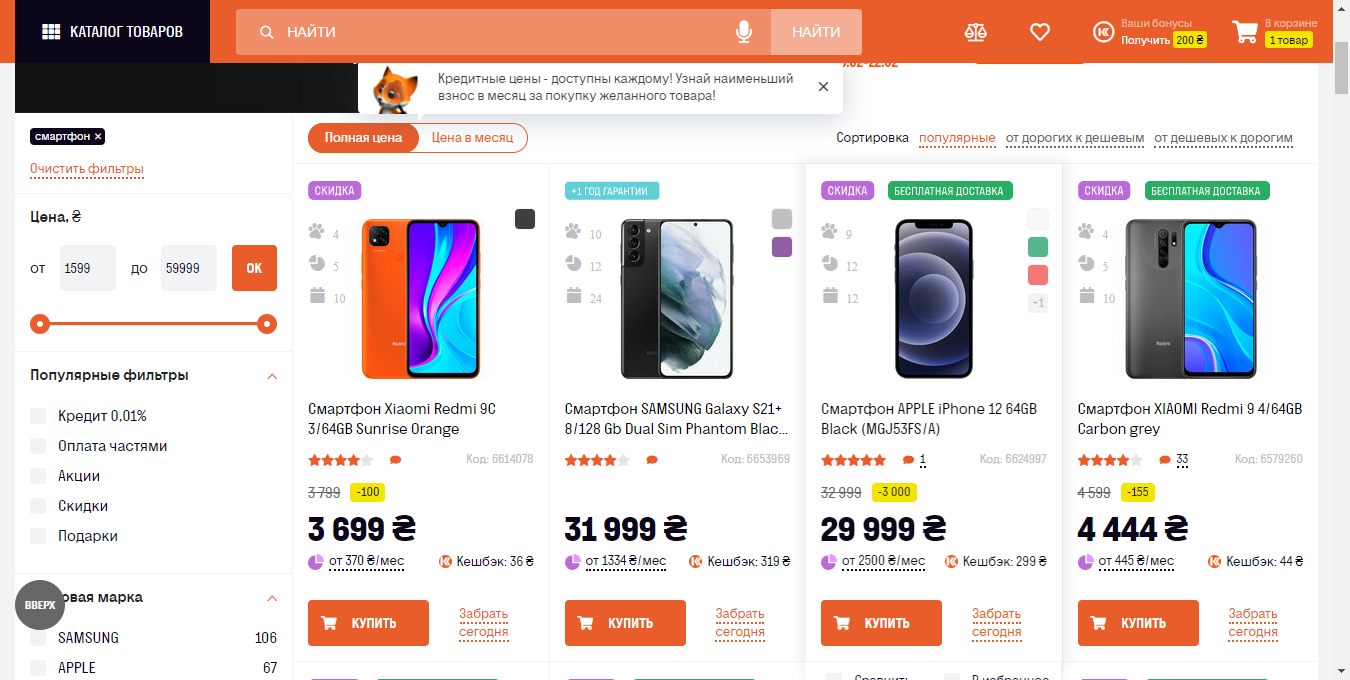 КАТАЛОГ ТОВАРОВ
НАЙТИ
НАЙТИ
Ваши бонусы
Получить 200 ₴
В корзине
1 товар
Кредитные цены - доступны каждому! Узнай наименьший
взнос в месяц за покупку желанного товара!
смартфон ×
Очистить фильтры
Полная цена
Цена в месяц
Сортировка популярные от дорогих к дешевым от дешевых к дорогим
Цена, ₴
от 1599 до 59999 ОК
Популярные фильтры
Кредит 0,01%
Оплата частями
Акции
Скидки
Подарки
ВВЕРХ
овая марка
SAMSUNG 106
APPLE 67
СКИДКА
4
5
10
Redmi
Смартфон Xiaomi Redmi 9C
3/64GB Sunrise Orange
Код: 6614078
3 799 -100
3 699 ₴
от 370 ₴/мес Кешбэк: 36 ₴
КУПИТЬ
Забрать
сегодня
+1 ГОД ГАРАНТИИ
10
12
24
Смартфон SAMSUNG Galaxy S21+
8/128 Gb Dual Sim Phantom Blac...
Код: 6653969
31 999 ₴
от 1334 ₴/мес Кешбэк: 319 ₴
КУПИТЬ
Забрать
сегодня
СКИДКА БЕСПЛАТНАЯ ДОСТАВКА
9
12
12
+1
Смартфон APPLE iPhone 12 64GB
Black (MGJ53FS/A)
1 Код: 6624997
32 999 -3 000
29 999 ₴
от 2500 ₴/мес Кешбэк: 299 ₴
КУПИТЬ
Забрать
сегодня
Сравнить В избранное
СКИДКА БЕСПЛАТНАЯ ДОСТАВКА
4
5
10
Redmi
Смартфон XIAOMI Redmi 9 4/64GB
Carbon grey
33 Код: 6579260
4 599 -155
4 444 ₴
от 445 ₴/мес Кешбэк: 44 ₴
КУПИТЬ
Забрать
сегодня